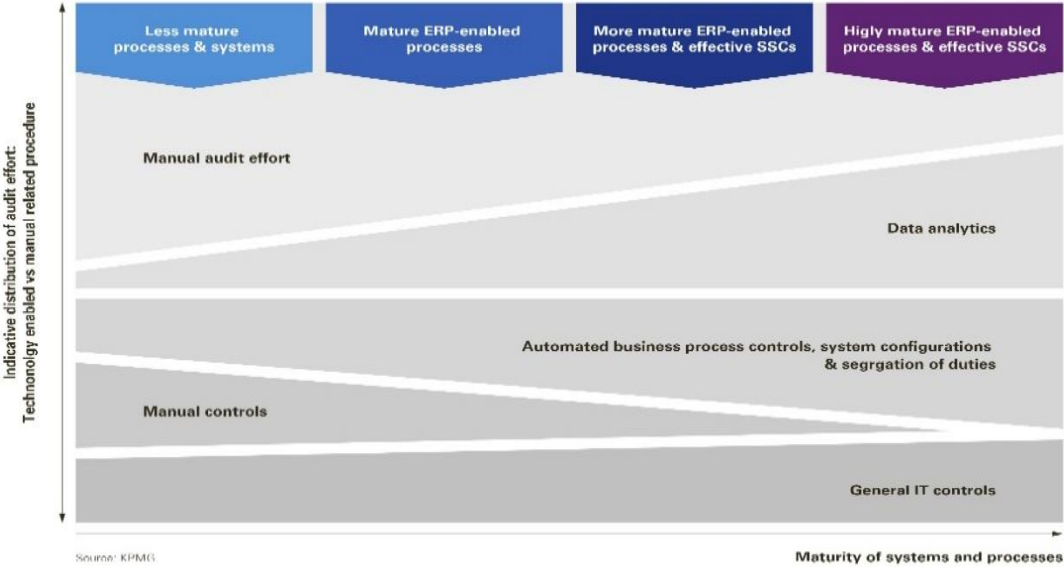 Less mature
processes & systems
Mature ERP-enabled
processes
More mature ERP-enabled
processes & effective SSCs
Higly mature ERP-enabled
processes & effective SSCs
Indicative distribution of audit effort:
Technonolgy enabled vs manual related procedure
Manual audit effort
Data analytics
Automated business process controls, system configurations
& segrgation of duties
Manual controls
General IT controls
Source: KPMG
Maturity of systems and processes